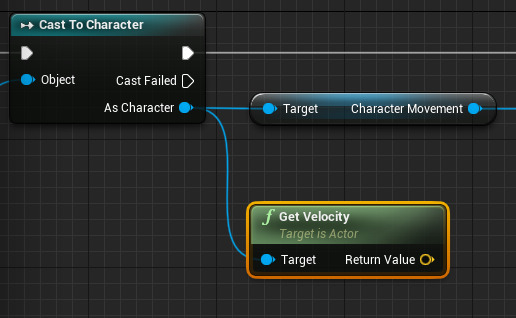 Cast To Character
Object
Cast Failed
As Character
Target
Character Movement
f Get Velocity
Target is Actor
Target
Return Value